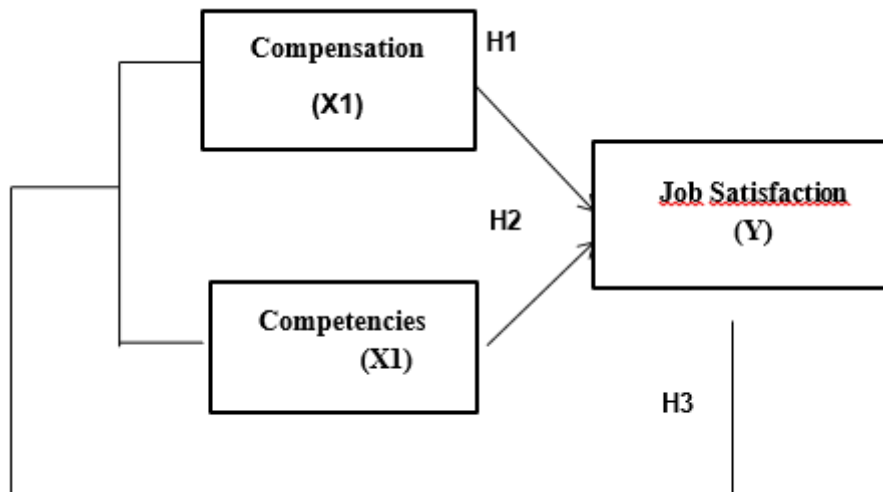 Compensation
(X1)
H1
Job Satisfaction
(Y)
H2
Competencies
(X1)
H3